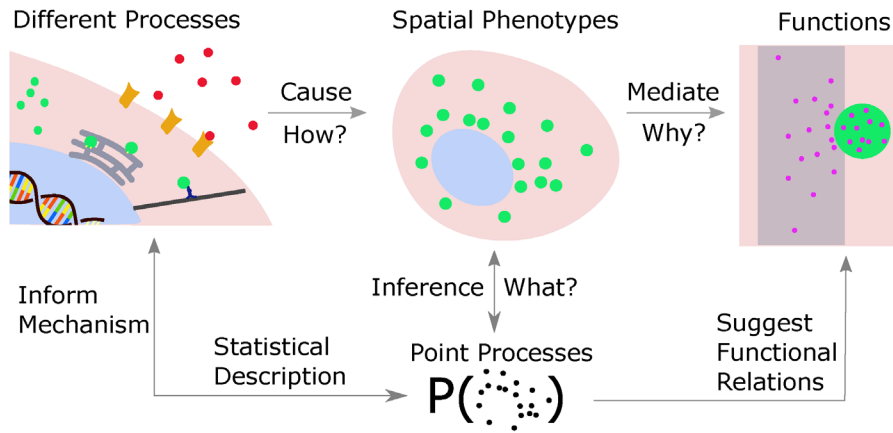 Different Processes
Spatial Phenotypes
Functions
Cause
How?
Mediate
Why?
Inform
Mechanism
Inference What?
Statistical
Description
Point Processes
P( )
Suggest
Functional
Relations